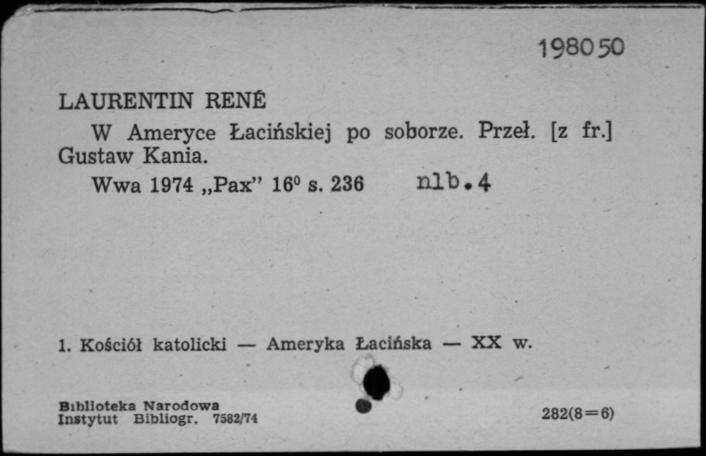 198050
LAURENTIN RENÉ
W Ameryce Łacińskiej po soborze. Przeł. [z fr.]
Gustaw Kania.
Wwa 1974 „Pax” 16⁰ s. 236 nlb.4
1. Kościół katolicki — Ameryka Łacińska — XX w.
Biblioteka Narodowa
Instytut Bibliogr. 7582/74
282(8=6)